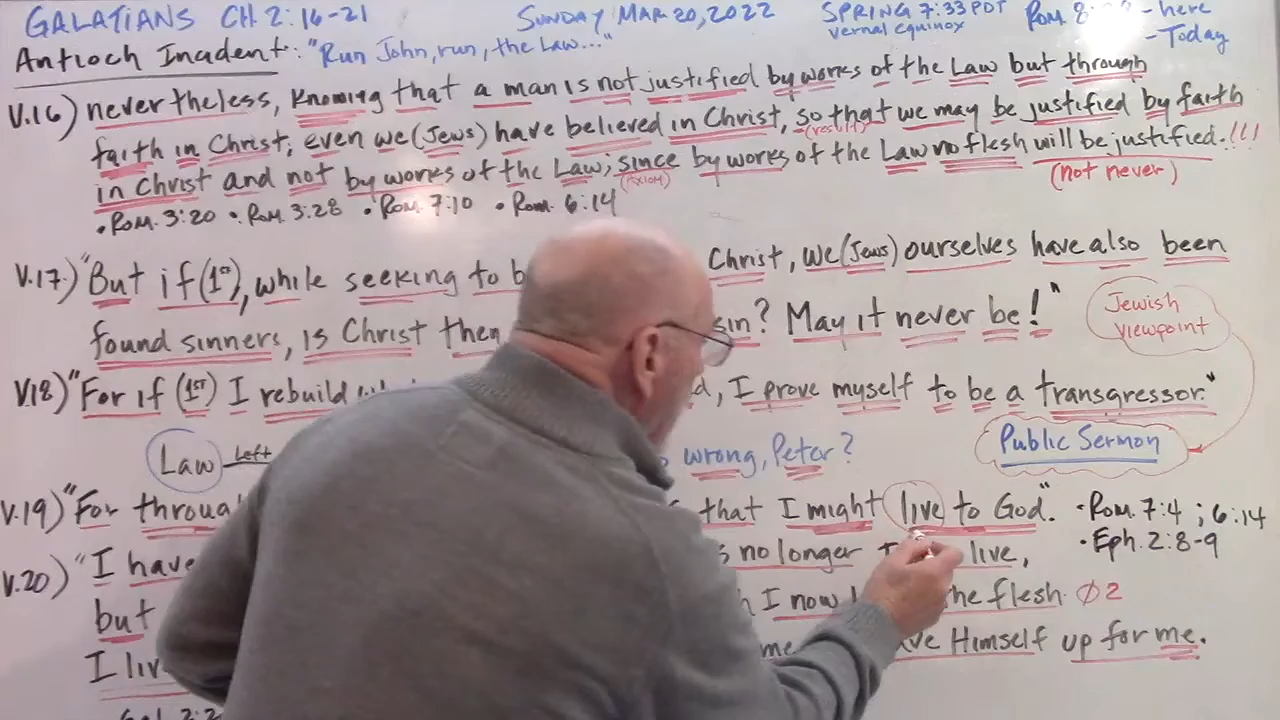 GALATIANS CH 2:16-21 SUNDAY MAR 20, 2022 SPRING 7:33 PDT ROM. 8: - here
vernal equinox - Today
Antioch Incident: "Run John, run, the Law..."
V.16) nevertheless, knowing that a man is not justified by works of the Law but through
faith in Christ, even we (Jews) have believed in Christ, so that we may be justified by faith
(result)
in Christ and not by works of the Law; since by works of the Law no flesh will be justified.!!!
(AXIOM) (not never)
• Rom. 3:20 • Rom. 3:28 • Rom. 7:10 • Rom. 6:14
V.17) "But if (1st), while seeking to b Christ, we (Jews) ourselves have also been
found sinners, is Christ then sin? May it never be!"
Jewish
viewpoint
V18) "For if (1ST) I rebuild d, I prove myself to be a transgressor."
Law Left wrong, Peter? Public Sermon
V.19) "For throug that I might live to God." • Rom. 7:4 ; 6:14
V.20) "I have s no longer live, • Eph. 2:8-9
but I now he flesh Ø2
I liv me ve Himself up for me.
Gal. 2:2